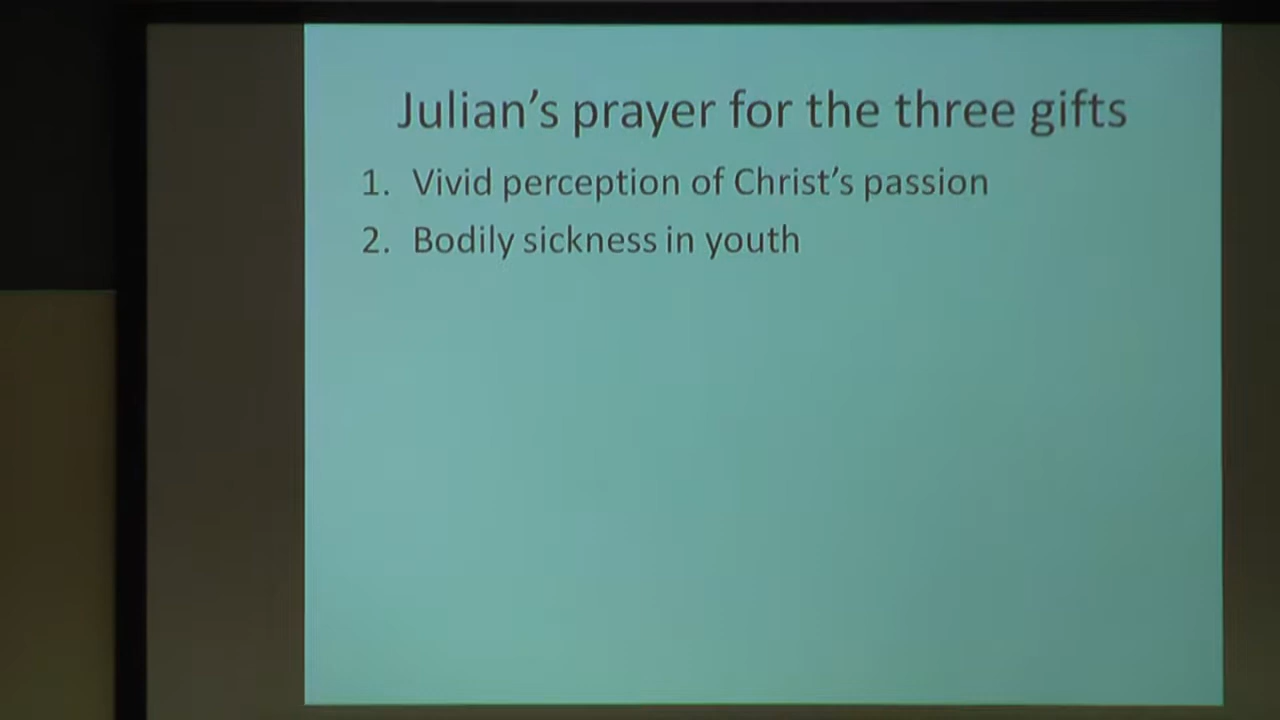 Julian’s prayer for the three gifts
1. Vivid perception of Christ’s passion
2. Bodily sickness in youth